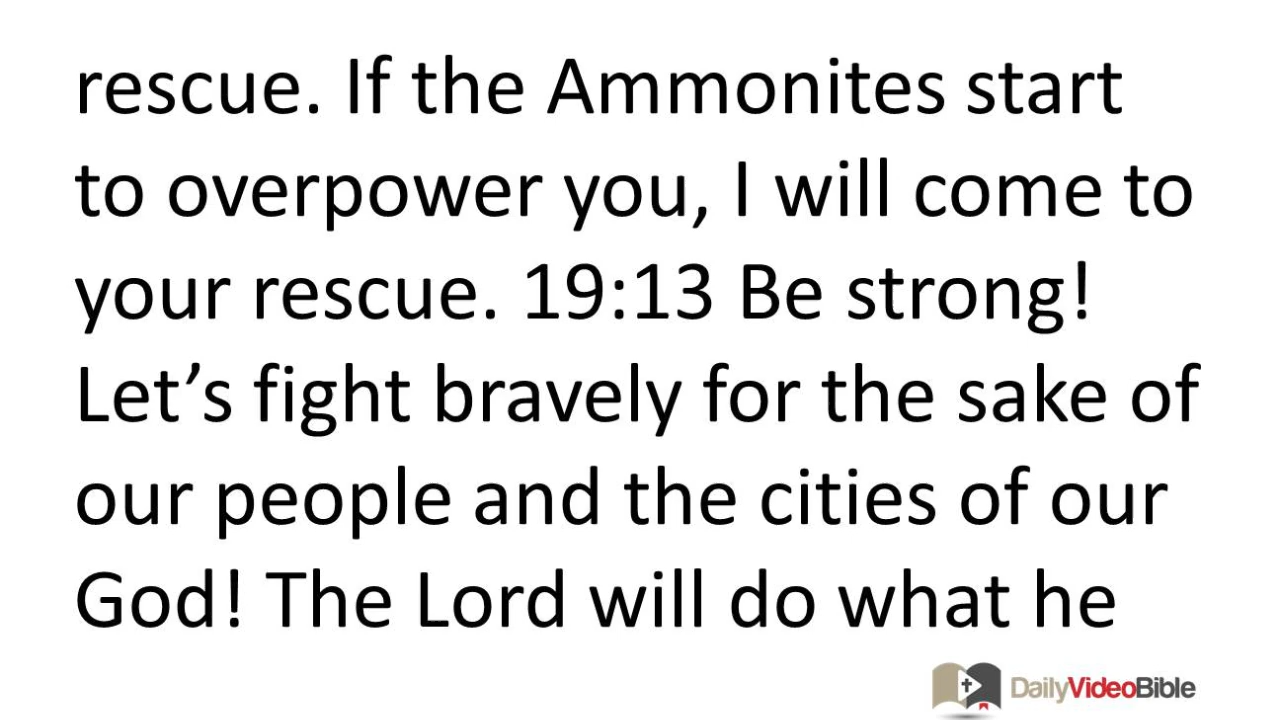 rescue. If the Ammonites start
to overpower you, I will come to
your rescue. 19:13 Be strong!
Let’s fight bravely for the sake of
our people and the cities of our
God! The Lord will do what he
DailyVideoBible